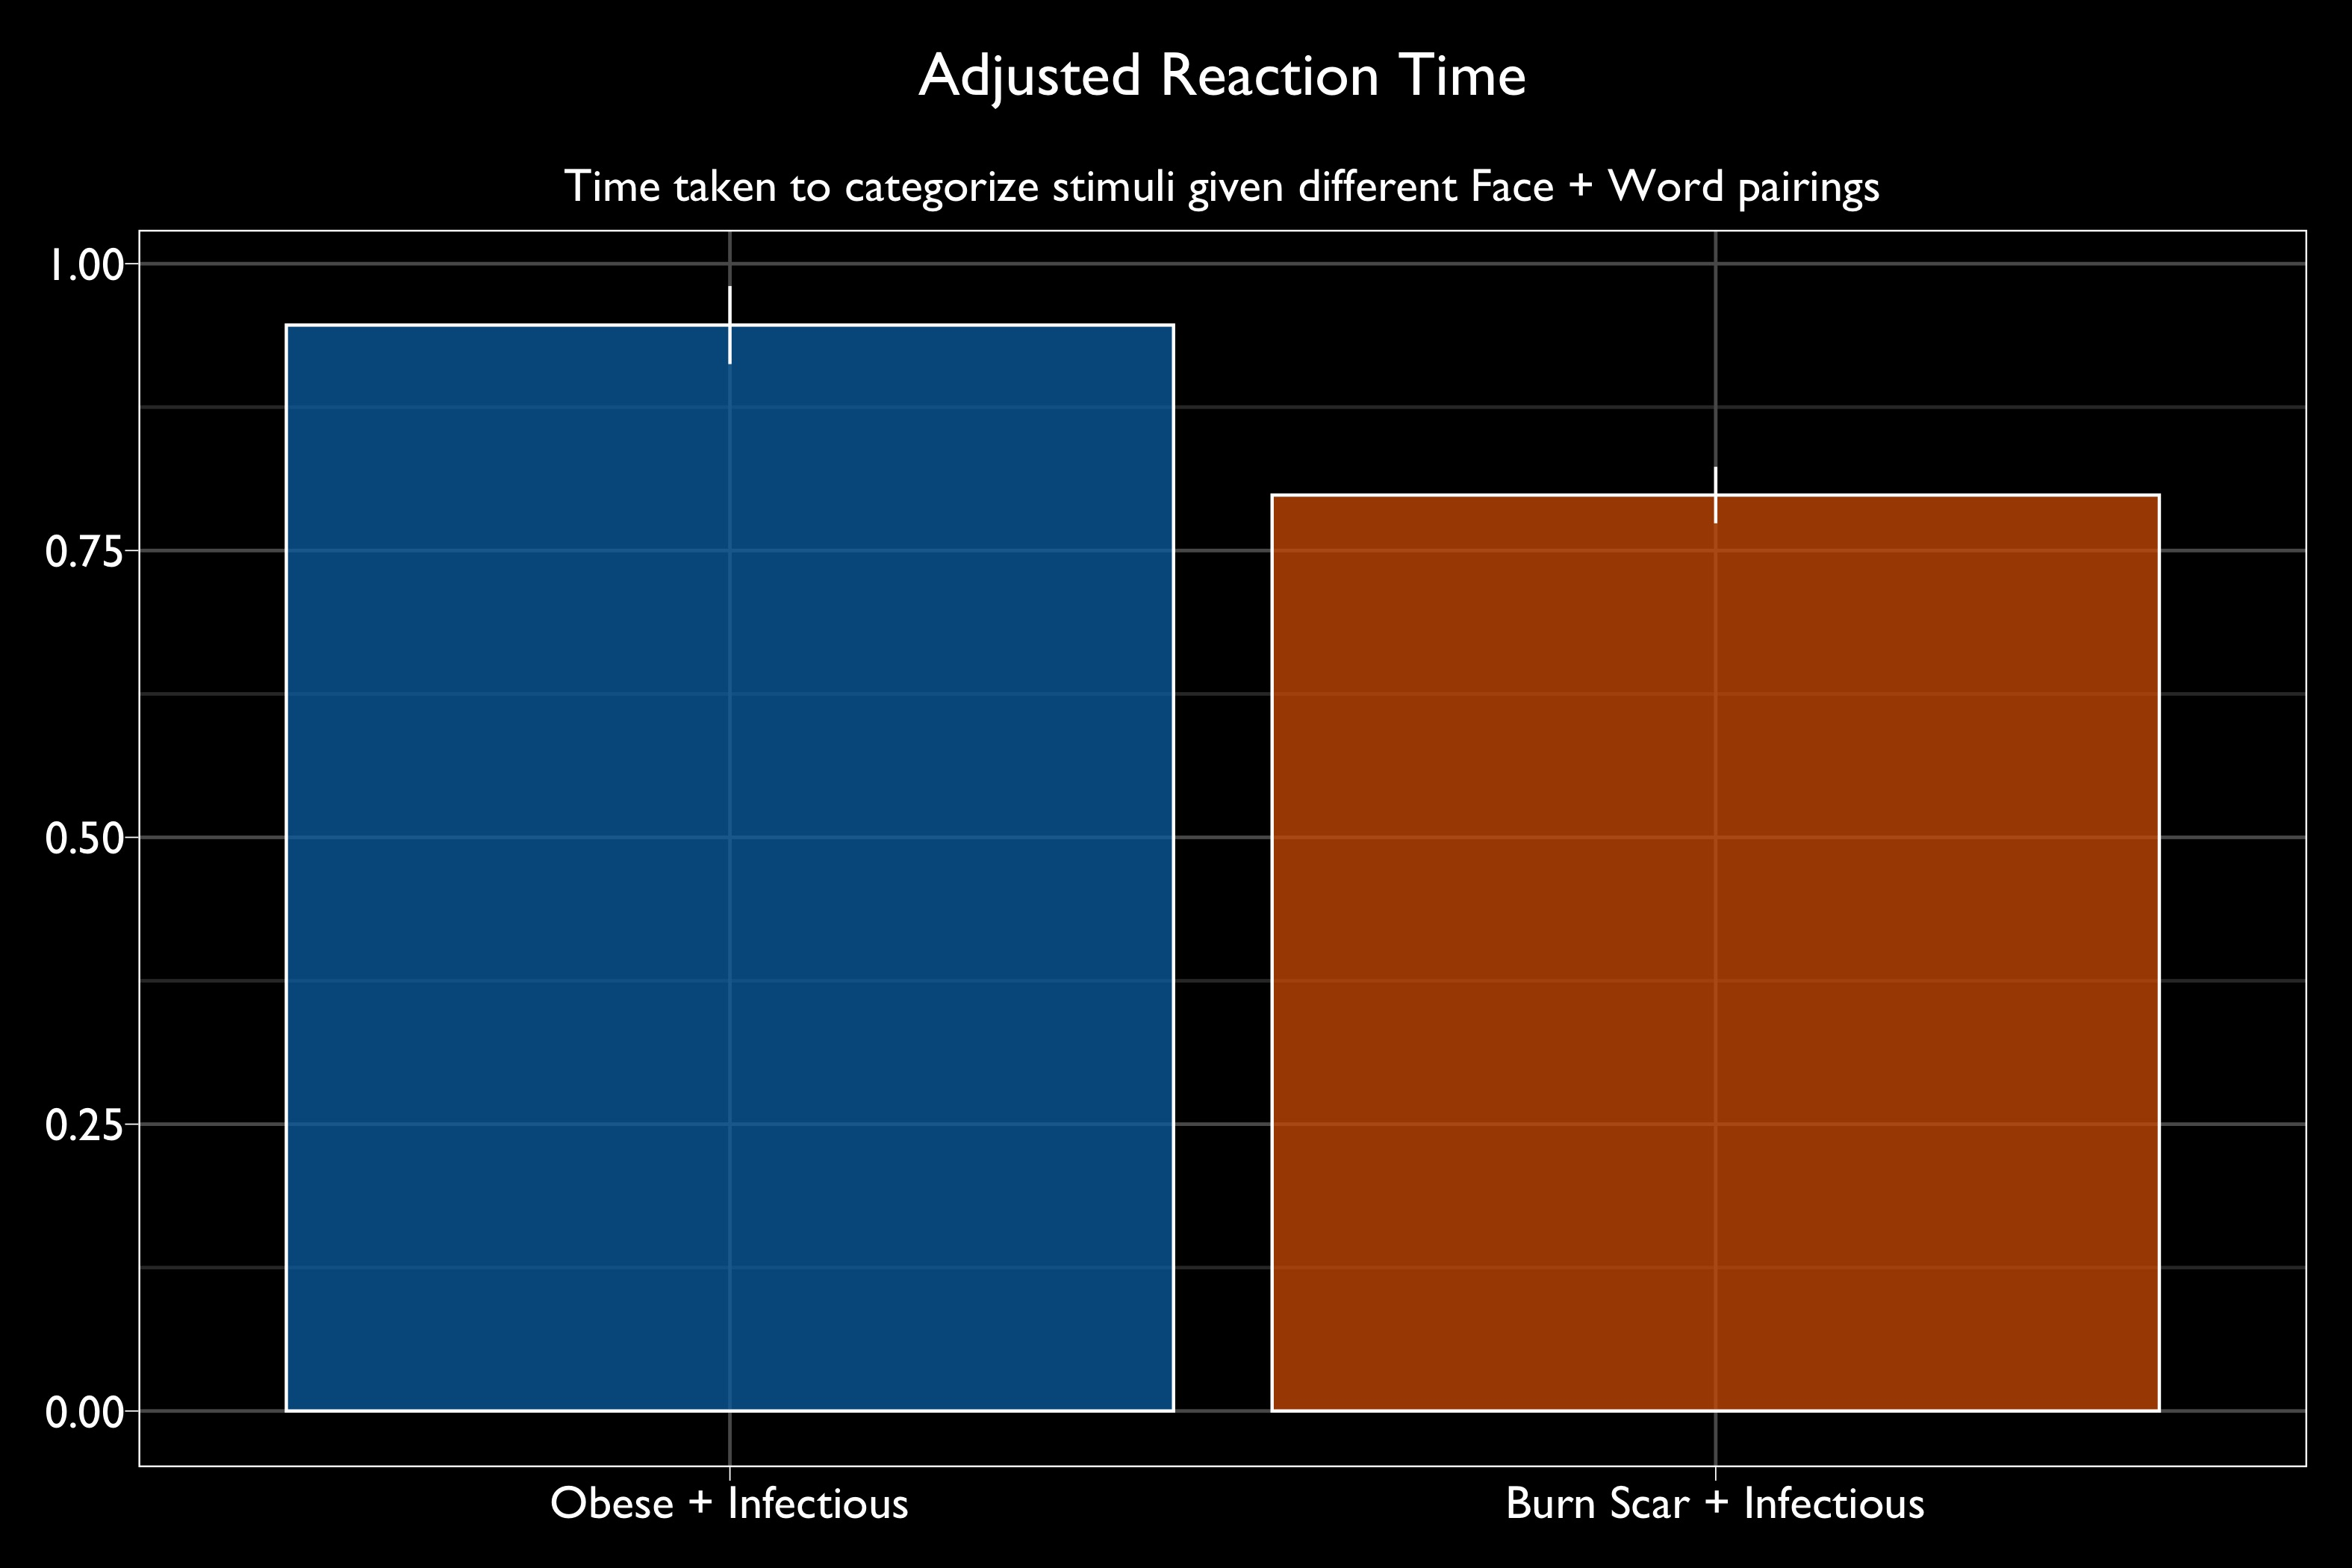 Adjusted Reaction Time
Time taken to categorize stimuli given different Face + Word pairings
1.00
0.75
0.50
0.25
0.00
Obese + Infectious
Burn Scar + Infectious